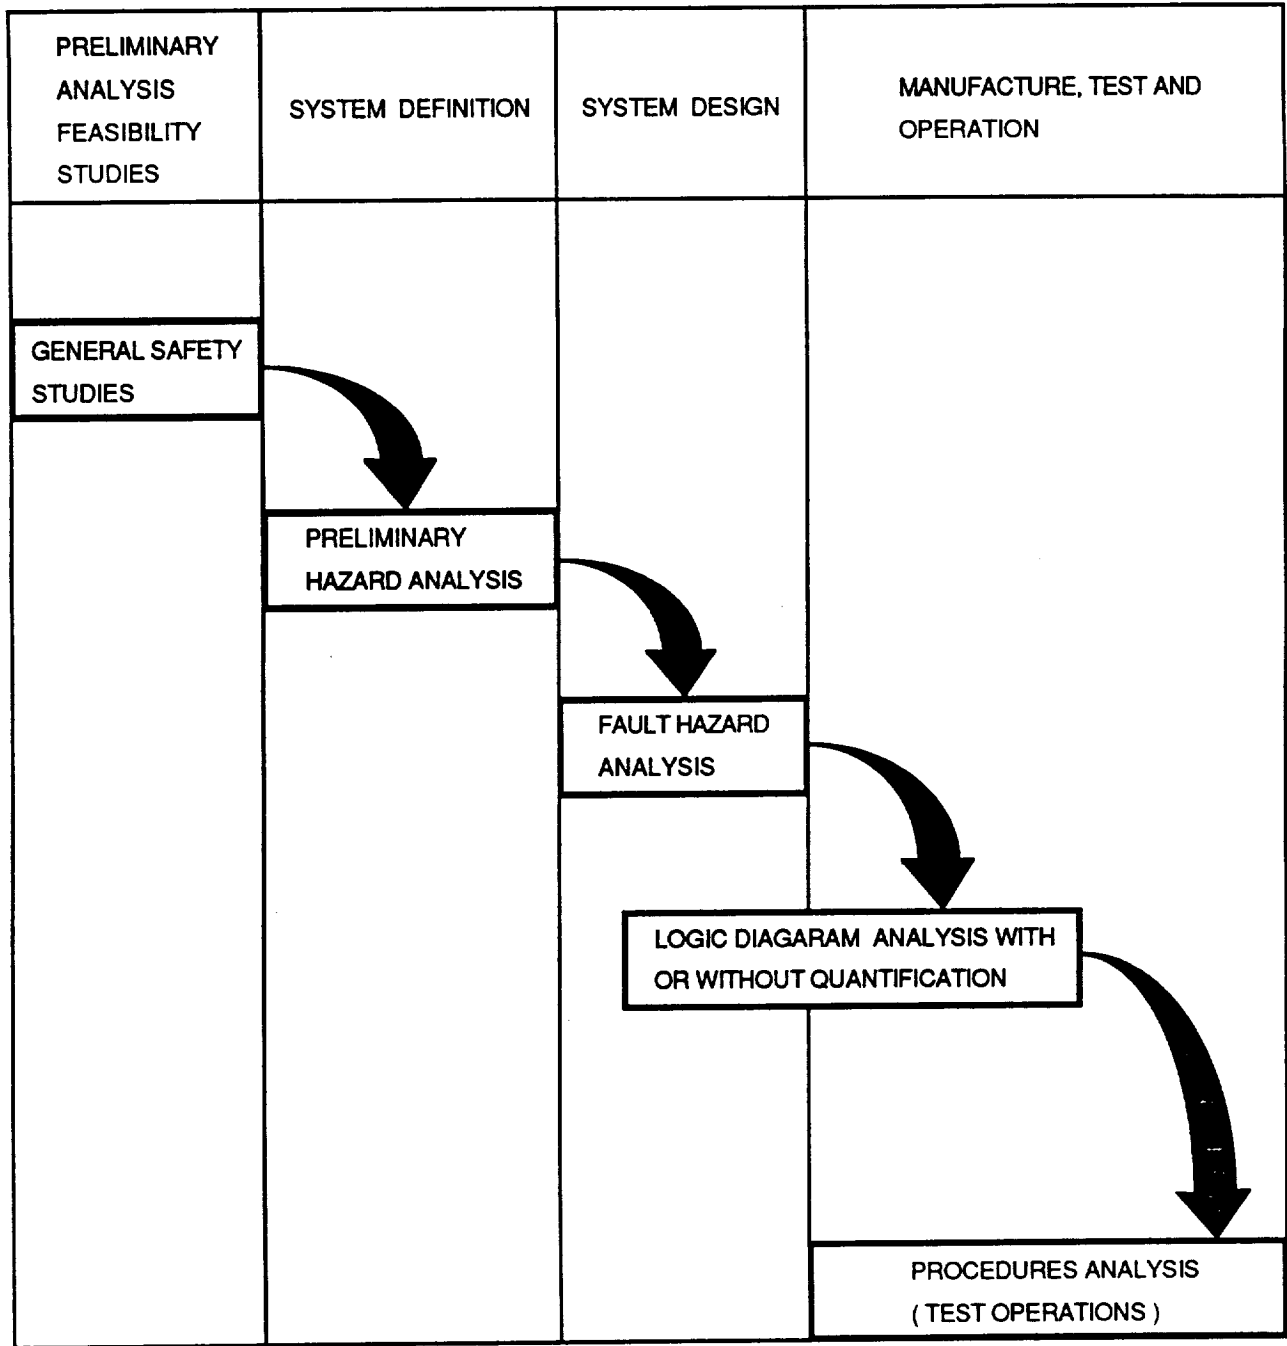 PRELIMINARY
ANALYSIS
FEASIBILITY
STUDIES
SYSTEM DEFINITION
SYSTEM DESIGN
MANUFACTURE, TEST AND
OPERATION
GENERAL SAFETY
STUDIES
PRELIMINARY
HAZARD ANALYSIS
FAULT HAZARD
ANALYSIS
LOGIC DIAGARAM ANALYSIS WITH
OR WITHOUT QUANTIFICATION
PROCEDURES ANALYSIS
( TEST OPERATIONS )